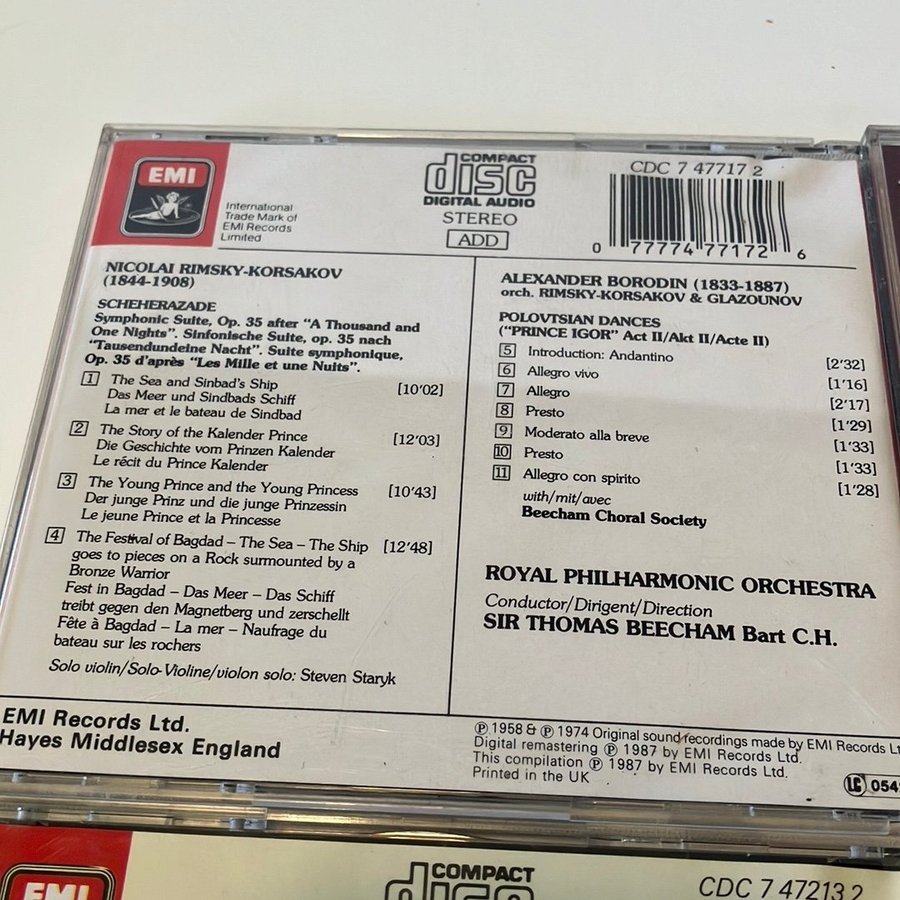 EMI
International
Trade Mark of
EMI Records
Limited
COMPACT
disc
DIGITAL AUDIO
STEREO
ADD
CDC 7 47717 2
0 77774 77172 6
NICOLAI RIMSKY-KORSAKOV
(1844-1908)
SCHEHERAZADE
Symphonic Suite, Op. 35 after "A Thousand and
One Nights". Sinfonische Suite, op. 35 nach
"Tausendundeine Nacht". Suite symphonique,
Op. 35 d'après "Les Mille et une Nuits".
1 The Sea and Sinbad's Ship [10'02]
Das Meer und Sindbads Schiff
La mer et le bateau de Sindbad
2 The Story of the Kalender Prince [12'03]
Die Geschichte vom Prinzen Kalender
Le récit du Prince Kalender
3 The Young Prince and the Young Princess [10'43]
Der junge Prinz und die junge Prinzessin
Le jeune Prince et la Princesse
4 The Festival of Bagdad – The Sea – The Ship [12'48]
goes to pieces on a Rock surmounted by a
Bronze Warrior
Fest in Bagdad – Das Meer – Das Schiff
treibt gegen den Magnetberg und zerschellt
Fête à Bagdad – La mer – Naufrage du
bateau sur les rochers
Solo violin/Solo-Violine/violon solo: Steven Staryk
ALEXANDER BORODIN (1833-1887)
orch. RIMSKY-KORSAKOV & GLAZOUNOV
POLOVTSIAN DANCES
("PRINCE IGOR" Act II/Akt II/Acte II)
5 Introduction: Andantino [2'32]
6 Allegro vivo [1'16]
7 Allegro [2'17]
8 Presto [1'29]
9 Moderato alla breve [1'33]
10 Presto [1'33]
11 Allegro con spirito [1'28]
with/mit/avec
Beecham Choral Society
ROYAL PHILHARMONIC ORCHESTRA
Conductor/Dirigent/Direction
SIR THOMAS BEECHAM Bart C.H.
EMI Records Ltd.
Hayes Middlesex England
℗ 1958 & ℗ 1974 Original sound recordings made by EMI Records
Digital remastering ℗ 1987 by EMI Records Ltd.
This compilation ℗ 1987 by EMI Records Ltd.
Printed in the UK
LC
EMI
COMPACT
disc
CDC 7 47213 2